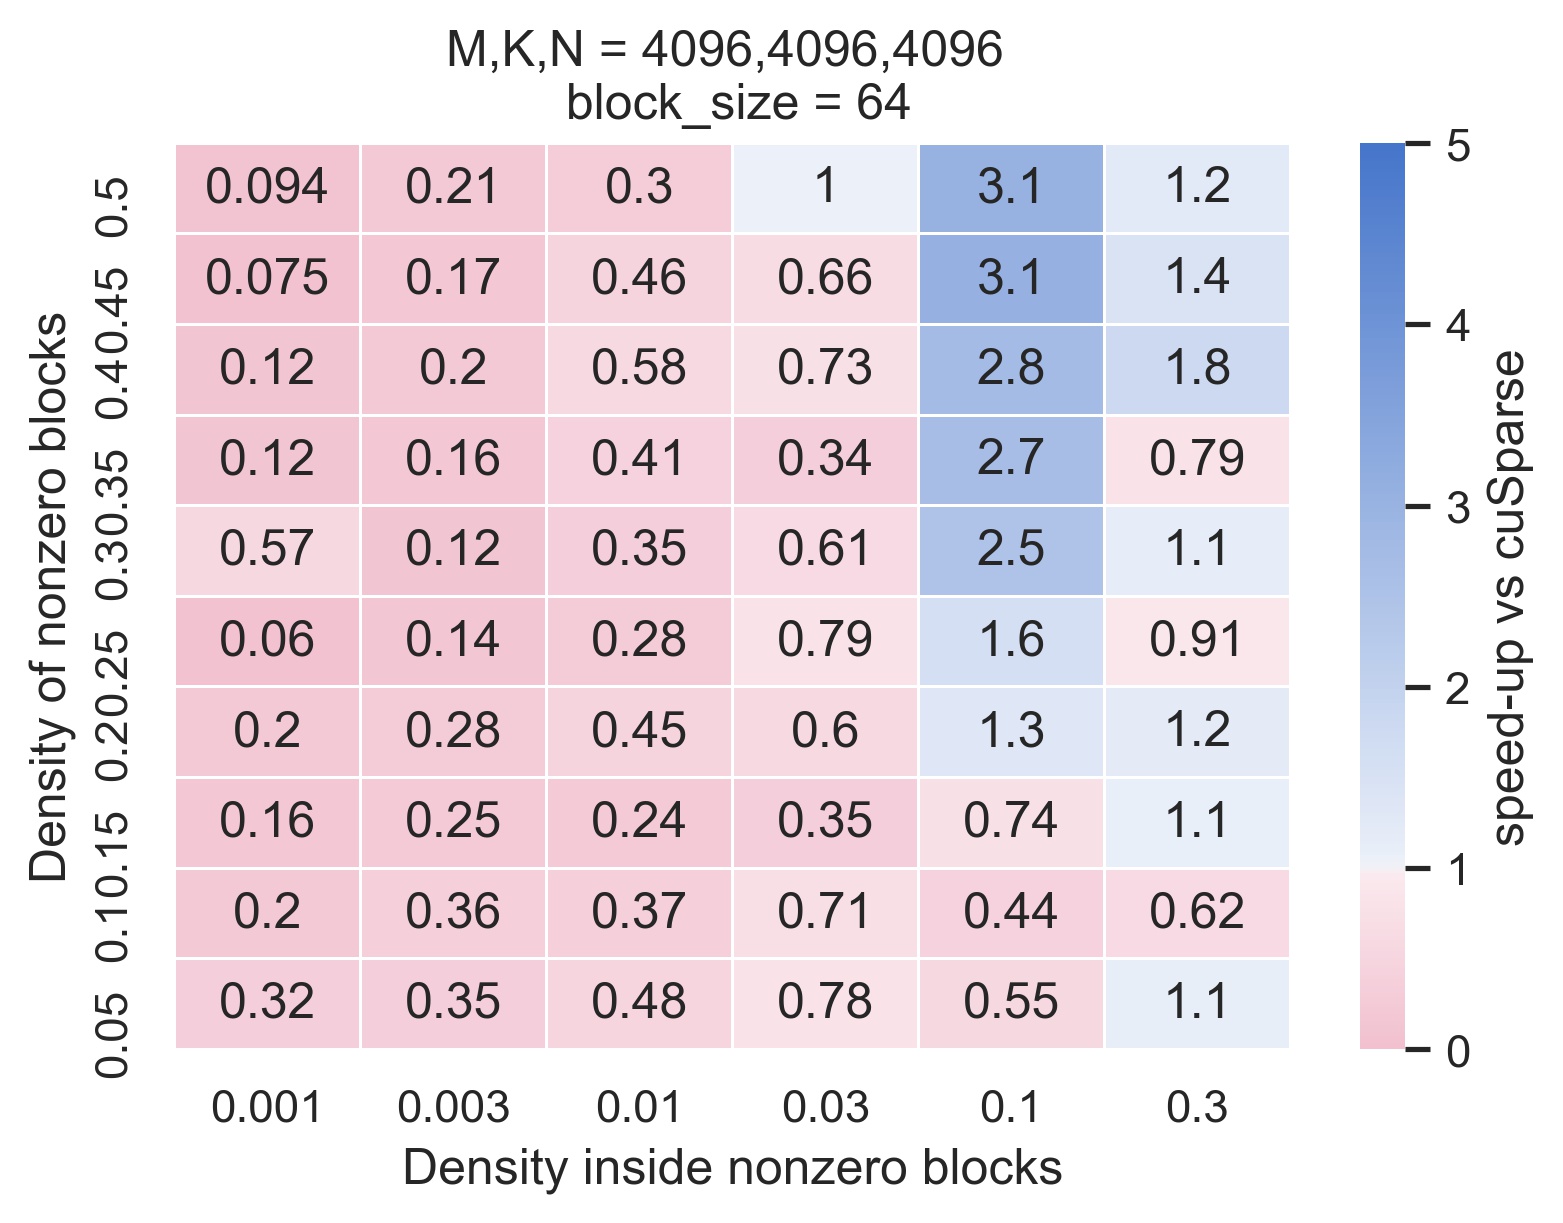 M,K,N = 4096,4096,4096
block_size = 64
Density of nonzero blocks
0.5 0.094 0.21 0.3 1 3.1 1.2
0.45 0.075 0.17 0.46 0.66 3.1 1.4
0.4 0.12 0.2 0.58 0.73 2.8 1.8
0.35 0.12 0.16 0.41 0.34 2.7 0.79
0.3 0.57 0.12 0.35 0.61 2.5 1.1
0.25 0.06 0.14 0.28 0.79 1.6 0.91
0.2 0.2 0.28 0.45 0.6 1.3 1.2
0.15 0.16 0.25 0.24 0.35 0.74 1.1
0.1 0.2 0.36 0.37 0.71 0.44 0.62
0.05 0.32 0.35 0.48 0.78 0.55 1.1
0.001 0.003 0.01 0.03 0.1 0.3
Density inside nonzero blocks
5
4
3
2
1
0
speed-up vs cuSparse